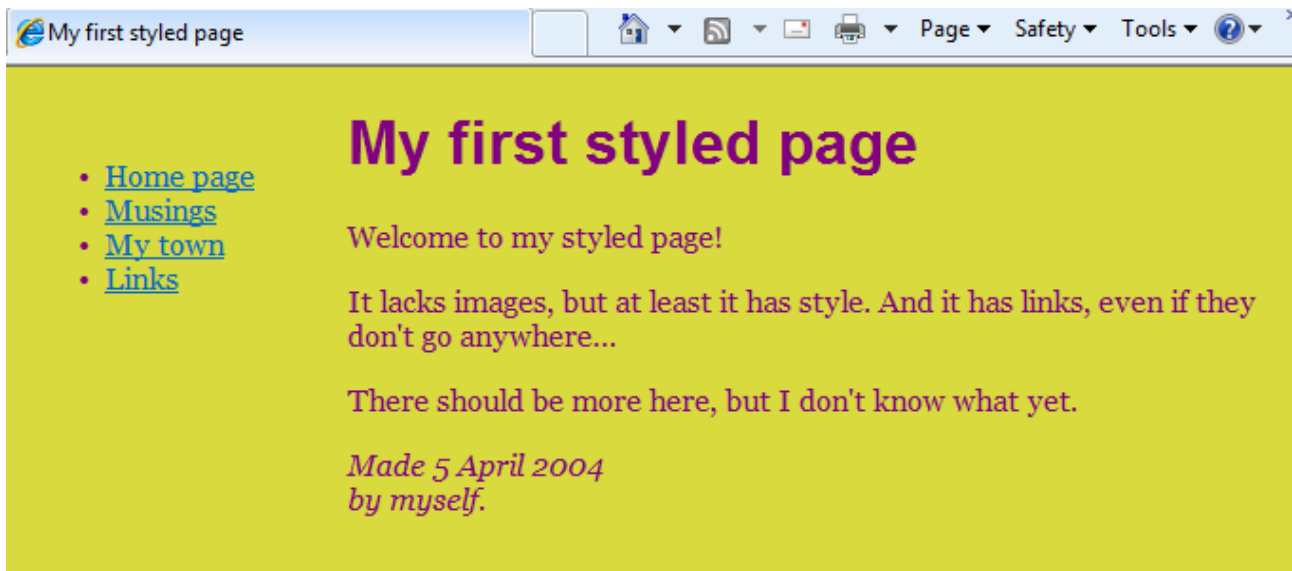 My first styled page
Page Safety Tools
My first styled page
Home page
Musings
My town
Links
Welcome to my styled page!
It lacks images, but at least it has style. And it has links, even if they
don't go anywhere...
There should be more here, but I don't know what yet.
Made 5 April 2004
by myself.